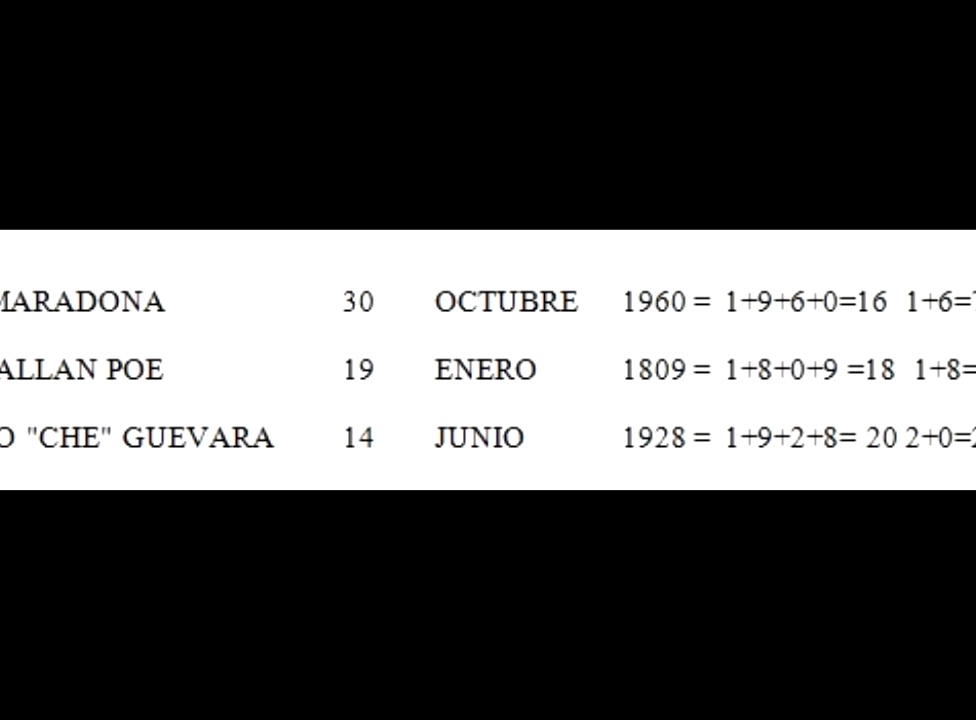 MARADONA 30 OCTUBRE 1960 = 1+9+6+0=16 1+6=
ALLAN POE 19 ENERO 1809 = 1+8+0+9 =18 1+8=
O "CHE" GUEVARA 14 JUNIO 1928 = 1+9+2+8= 20 2+0=2